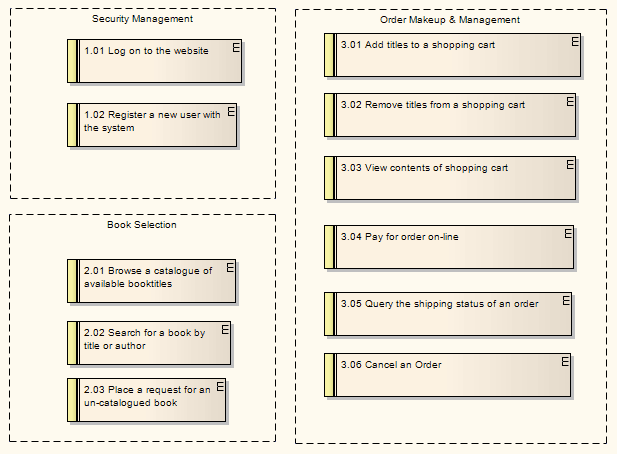 Security Management
1.01 Log on to the website
E
1.02 Register a new user with
the system
E
Book Selection
2.01 Browse a catalogue of
available booktitles
E
2.02 Search for a book by
title or author
E
2.03 Place a request for an
un-catalogued book
E
Order Makeup & Management
3.01 Add titles to a shopping cart
E
3.02 Remove titles from a shopping cart
E
3.03 View contents of shopping cart
E
3.04 Pay for order on-line
E
3.05 Query the shipping status of an order
E
3.06 Cancel an Order
E